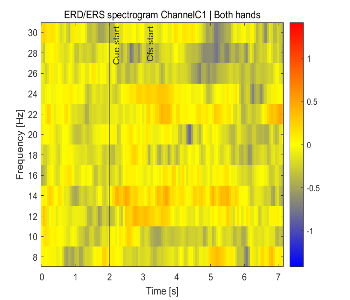 ERD/ERS spectrogram ChannelC1 | Both hands
Frequency [Hz]
30
28
26
24
22
20
18
16
14
12
10
8
Cue start
Cfs start
1
0.5
0
-0.5
-1
0 1 2 3 4 5 6 7
Time [s]